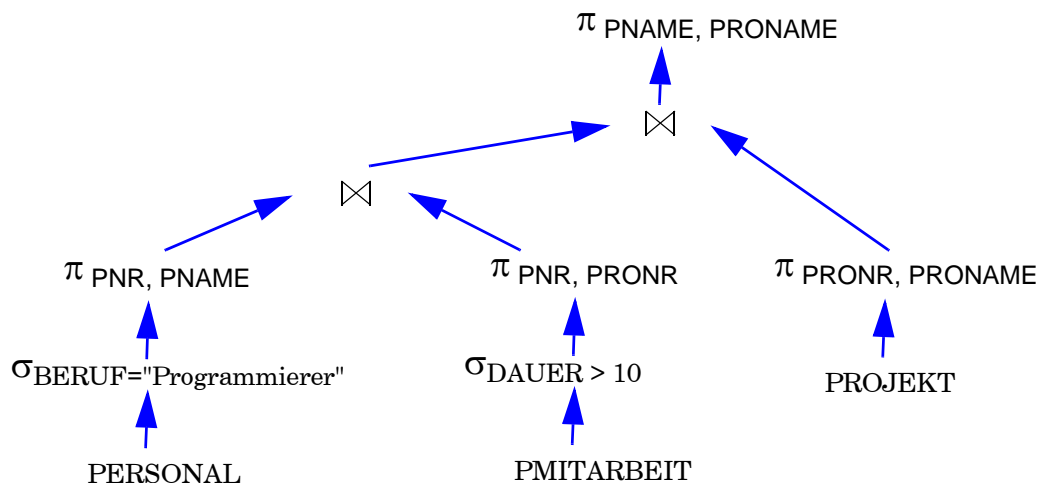 π PNAME, PRONAME
⋈
⋈
π PNR, PNAME
π PNR, PRONR
π PRONR, PRONAME
σBERUF="Programmierer"
σDAUER > 10
PROJEKT
PERSONAL
PMITARBEIT